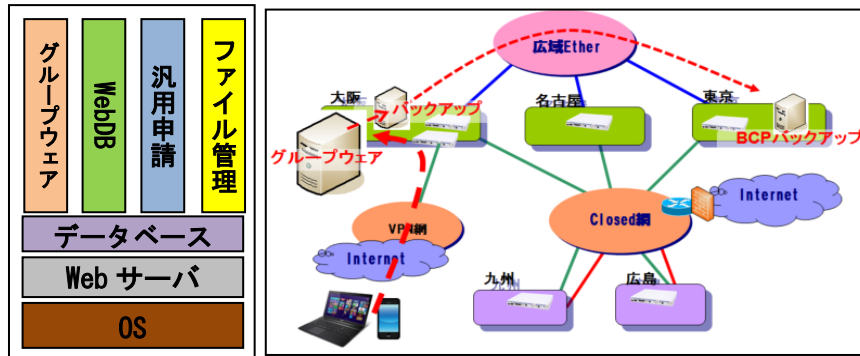 グループウェア
WebDB
汎用申請
ファイル管理
データベース
Web サーバ
OS
広域Ether
大阪
バックアップ
名古屋
東京
グループウェア
BCPバックアップ
Internet
VPN網
Closed網
Internet
九州
広島